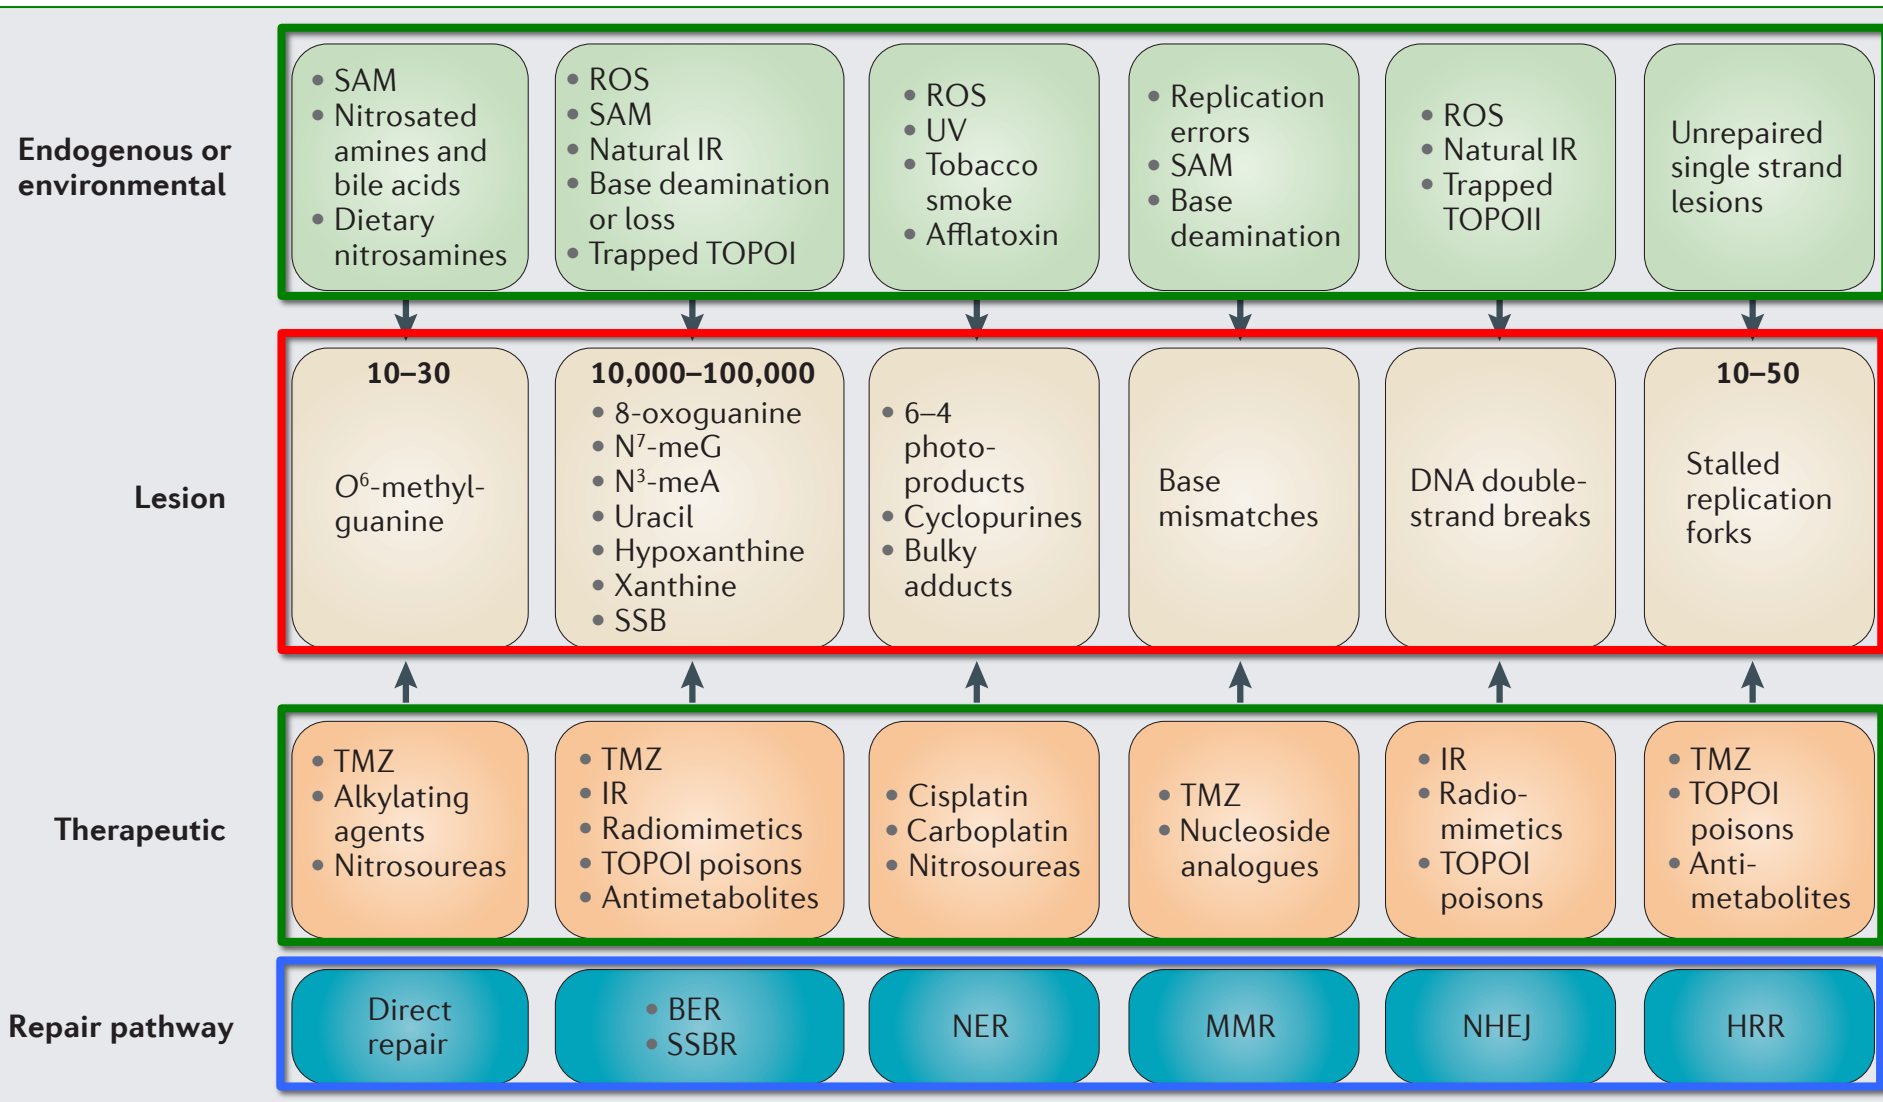 Endogenous or
environmental
• SAM
• Nitrosated
amines and
bile acids
• Dietary
nitrosamines
• ROS
• SAM
• Natural IR
• Base deamination
or loss
• Trapped TOPOI
• ROS
• UV
• Tobacco
smoke
• Afflatoxin
• Replication
errors
• SAM
• Base
deamination
• ROS
• Natural IR
• Trapped
TOPOII
Unrepaired
single strand
lesions
Lesion
10–30
O⁶-methyl-
guanine
10,000–100,000
• 8-oxoguanine
• N⁷-meG
• N³-meA
• Uracil
• Hypoxanthine
• Xanthine
• SSB
• 6–4
photo-
products
• Cyclopurines
• Bulky
adducts
Base
mismatches
DNA double-
strand breaks
10–50
Stalled
replication
forks
Therapeutic
• TMZ
• Alkylating
agents
• Nitrosoureas
• TMZ
• IR
• Radiomimetics
• TOPOI poisons
• Antimetabolites
• Cisplatin
• Carboplatin
• Nitrosoureas
• TMZ
• Nucleoside
analogues
• IR
• Radio-
mimetics
• TOPOI
poisons
• TMZ
• TOPOI
poisons
• Anti-
metabolites
Repair pathway
Direct
repair
• BER
• SSBR
NER
MMR
NHEJ
HRR